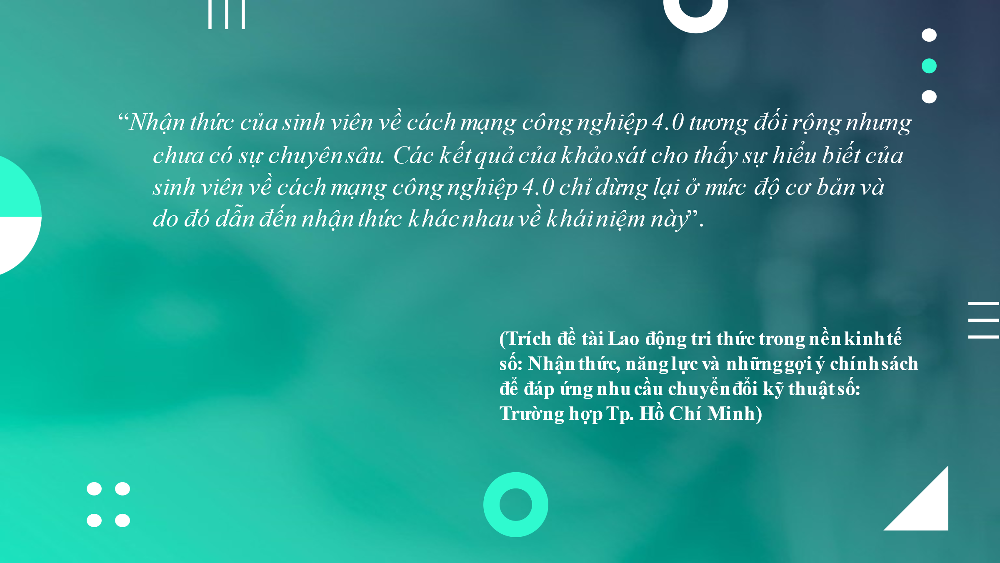 “Nhận thức của sinh viên về cách mạng công nghiệp 4.0 tương đối rộng nhưng
chưa có sự chuyên sâu. Các kết quả của khảo sát cho thấy sự hiểu biết của
sinh viên về cách mạng công nghiệp 4.0 chỉ dừng lại ở mức độ cơ bản và
do đó dẫn đến nhận thức khác nhau về khái niệm này”.
(Trích đề tài Lao động tri thức trong nền kinh tế
số: Nhận thức, năng lực và những gợi ý chính sách
để đáp ứng nhu cầu chuyển đổi kỹ thuật số:
Trường hợp Tp. Hồ Chí Minh)